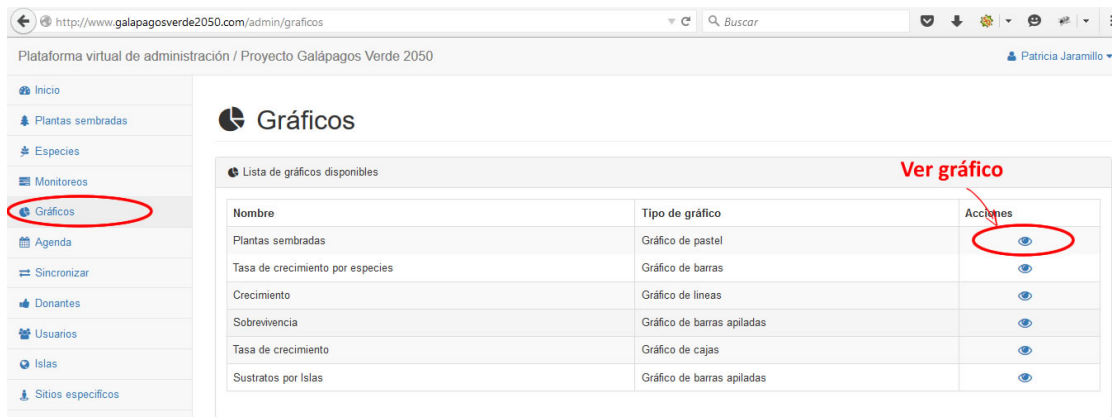 http://www.galapagosverde2050.com/admin/graficos
Buscar
Plataforma virtual de administración / Proyecto Galápagos Verde 2050
Patricia Jaramillo
Inicio
Plantas sembradas
Especies
Monitoreos
Gráficos
Agenda
Sincronizar
Donantes
Usuarios
Islas
Sitios específicos
Gráficos
Lista de gráficos disponibles
Ver gráfico
Nombre Tipo de gráfico Acciones
Plantas sembradas Gráfico de pastel
Tasa de crecimiento por especies Gráfico de barras
Crecimiento Gráfico de lineas
Sobrevivencia Gráfico de barras apiladas
Tasa de crecimiento Gráfico de cajas
Sustratos por Islas Gráfico de barras apiladas